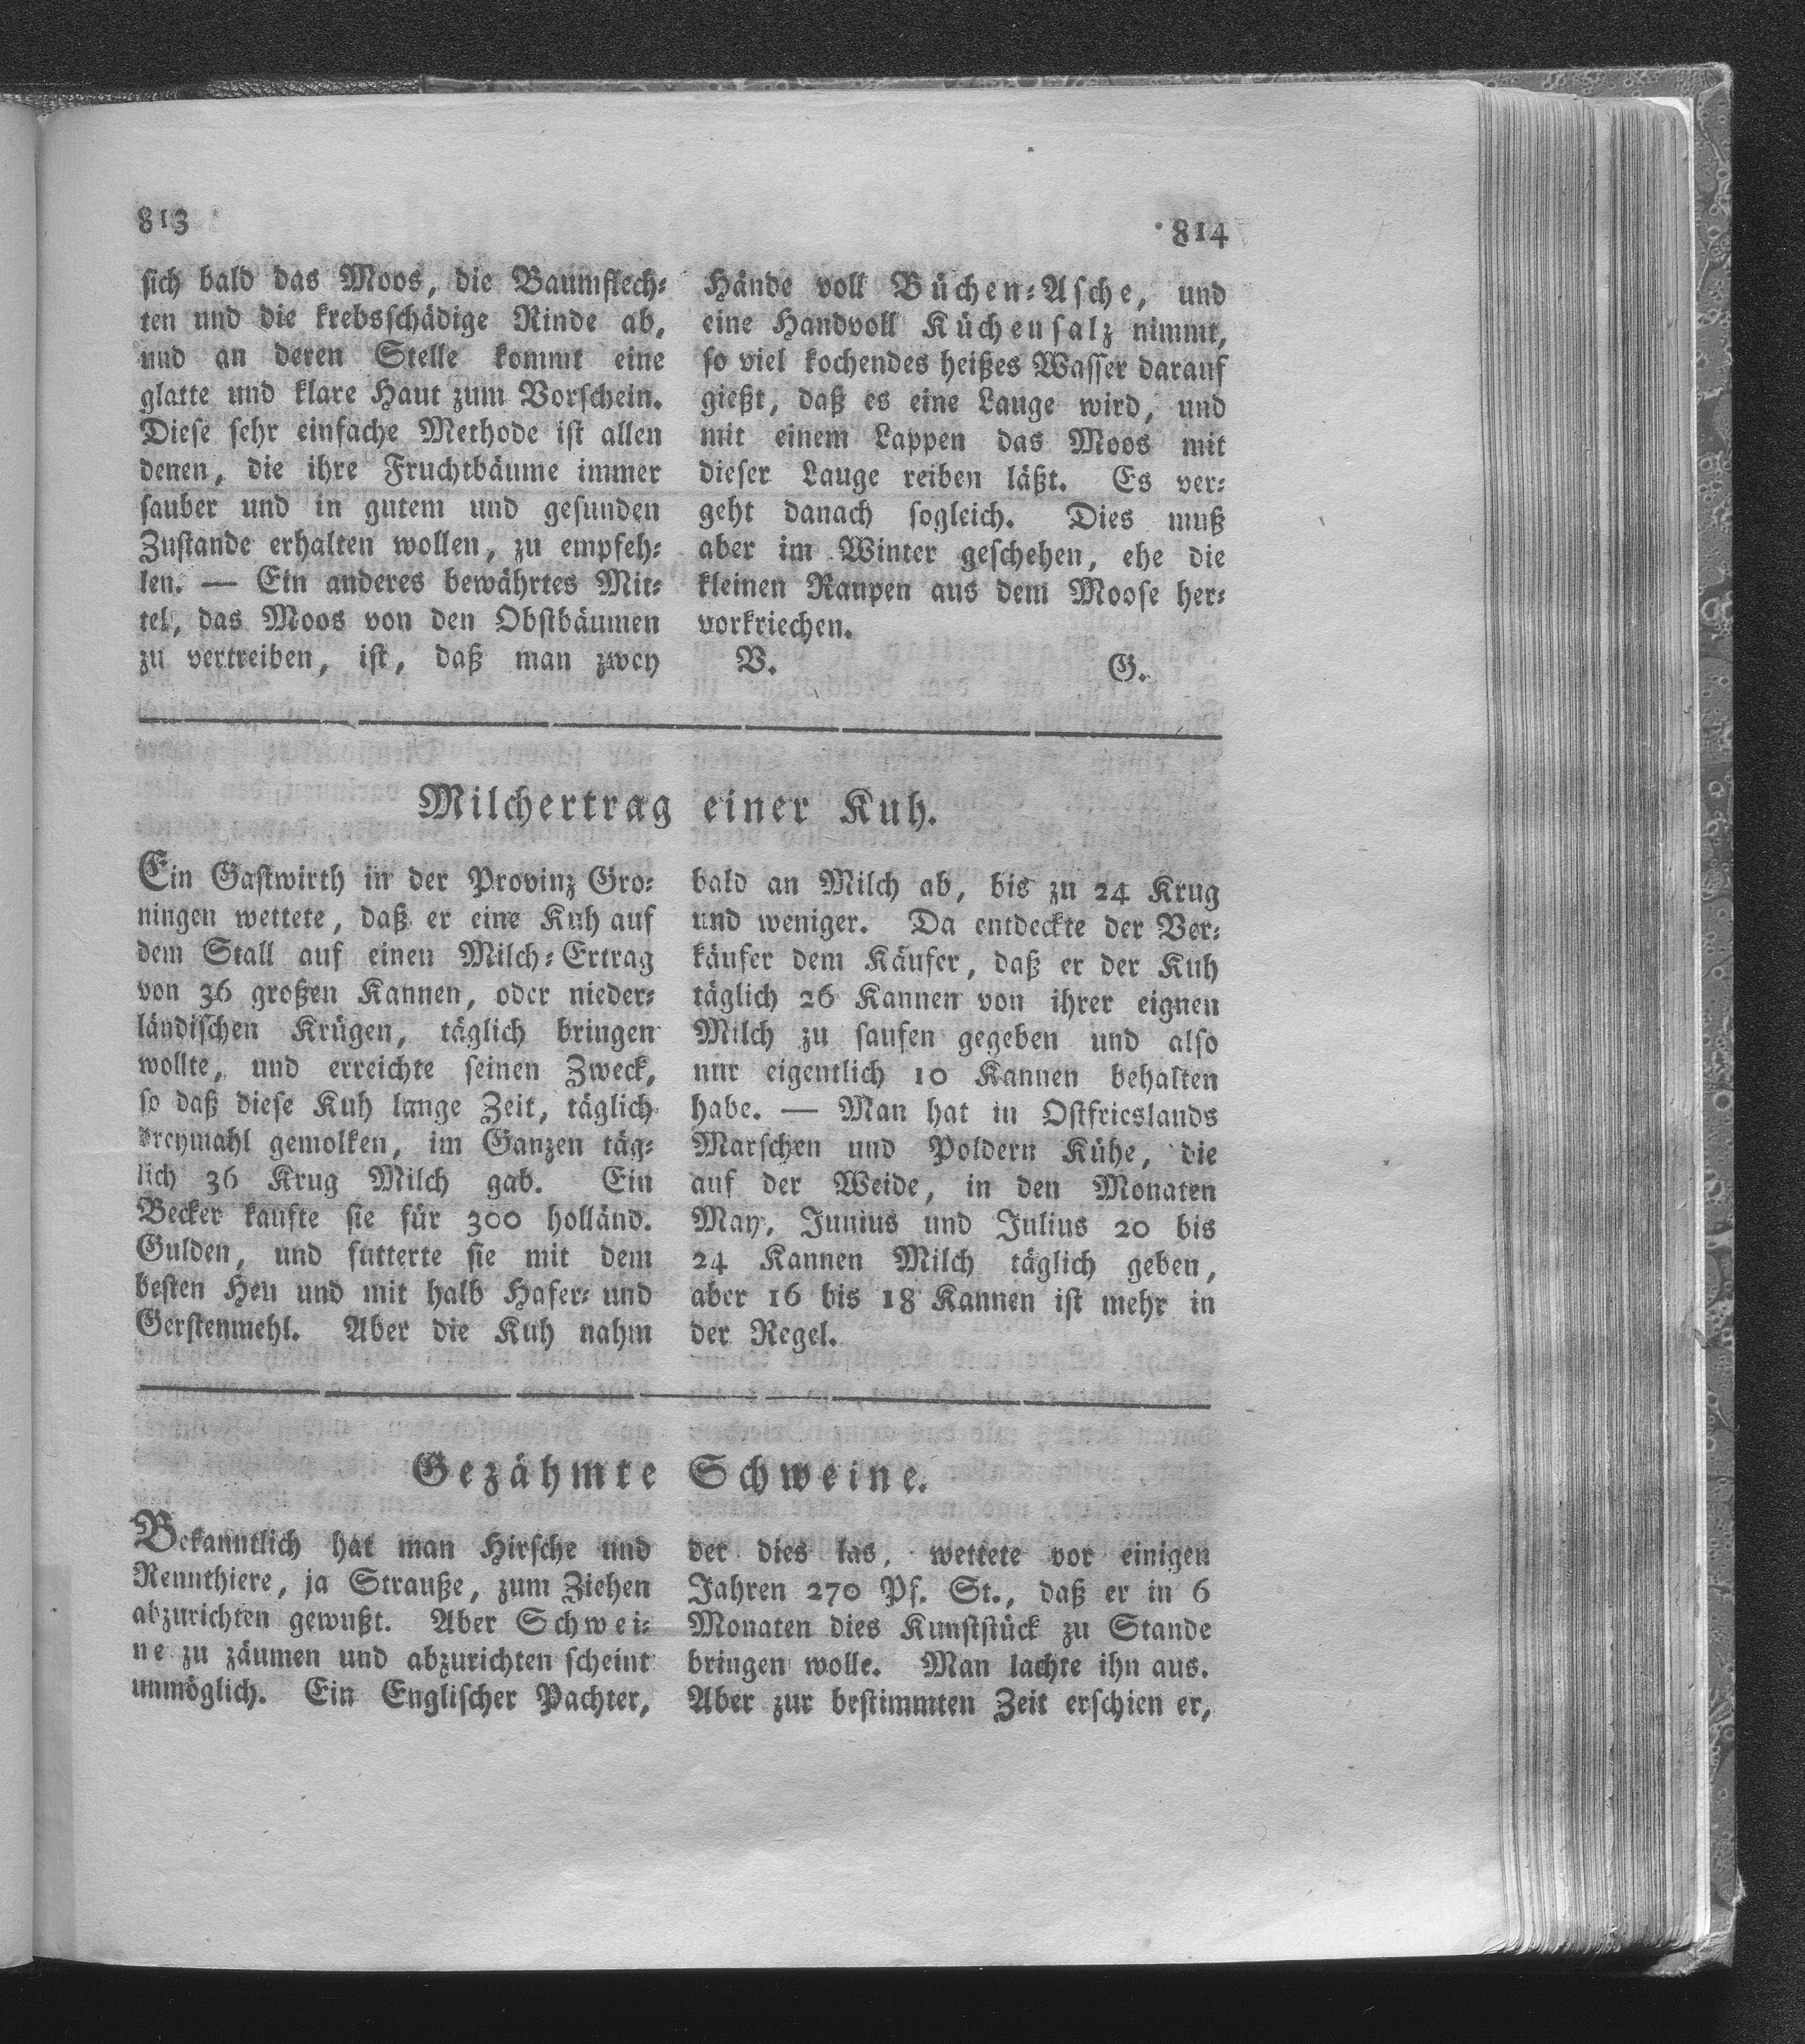 813
sich bald das Moos, die Baumflech-
ten und die krebsschädige Rinde ab,
und an deren Stelle kommt eine
glatte und klare Haut zum Vorschein.
Diese sehr einfache Methode ist allen
denen, die ihre Fruchtbäume immer
sauber und in gutem und gesunden
Zustande erhalten wollen, zu empfeh-
len. — Ein anderes bewährtes Mit-
tel, das Moos von den Obstbäumen
zu vertreiben, ist, daß man zwey
814
Hände voll Büchen-Asche, und
eine Handvoll Küchensalz nimmt,
so viel kochendes heißes Wasser darauf
gießt, daß es eine Lauge wird, und
mit einem Lappen das Moos mit
dieser Lauge reiben läßt. Es ver-
geht danach sogleich. Dies muß
aber im Winter geschehen, ehe die
kleinen Raupen aus dem Moose her-
vorkriechen.
V. G.
Milchertrag einer Kuh.
Ein Gastwirth in der Provinz Gro-
ningen wettete, daß er eine Kuh auf
dem Stall auf einen Milch-Ertrag
von 36 großen Kannen, oder nieder-
ländischen Krügen, täglich bringen
wollte, und erreichte seinen Zweck,
so daß diese Kuh lange Zeit, täglich
dreymahl gemolken, im Ganzen täg-
lich 36 Krug Milch gab. Ein
Becker kaufte sie für 300 holländ.
Gulden, und futterte sie mit dem
besten Heu und mit halb Hafer- und
Gerstenmehl. Aber die Kuh nahm
bald an Milch ab, bis zu 24 Krug
und weniger. Da entdeckte der Ver-
käufer dem Käufer, daß er der Kuh
täglich 26 Kannen von ihrer eignen
Milch zu saufen gegeben und also
nur eigentlich 10 Kannen behalten
habe. — Man hat in Ostfrieslands
Marschen und Poldern Kühe, die
auf der Weide, in den Monaten
May, Junius und Julius 20 bis
24 Kannen Milch täglich geben,
aber 16 bis 18 Kannen ist mehr in
der Regel.
Gezähmte Schweine.
Bekanntlich hat man Hirsche und
Rennthiere, ja Strauße, zum Ziehen
abzurichten gewußt. Aber Schwei-
ne zu zäumen und abzurichten scheint
unmöglich. Ein Englischer Pachter,
der dies las, wettete vor einigen
Jahren 270 Pf. St., daß er in 6
Monaten dies Kunststück zu Stande
bringen wolle. Man lachte ihn aus.
Aber zur bestimmten Zeit erschien er,